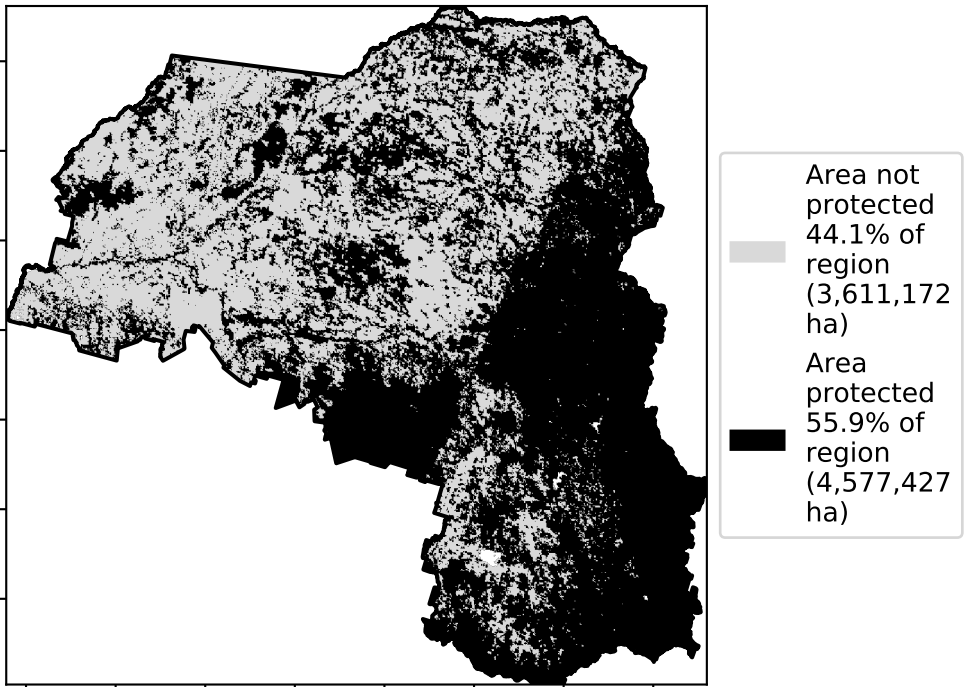 Area not
protected
44.1% of
region
(3,611,172
ha)
Area
protected
55.9% of
region
(4,577,427
ha)